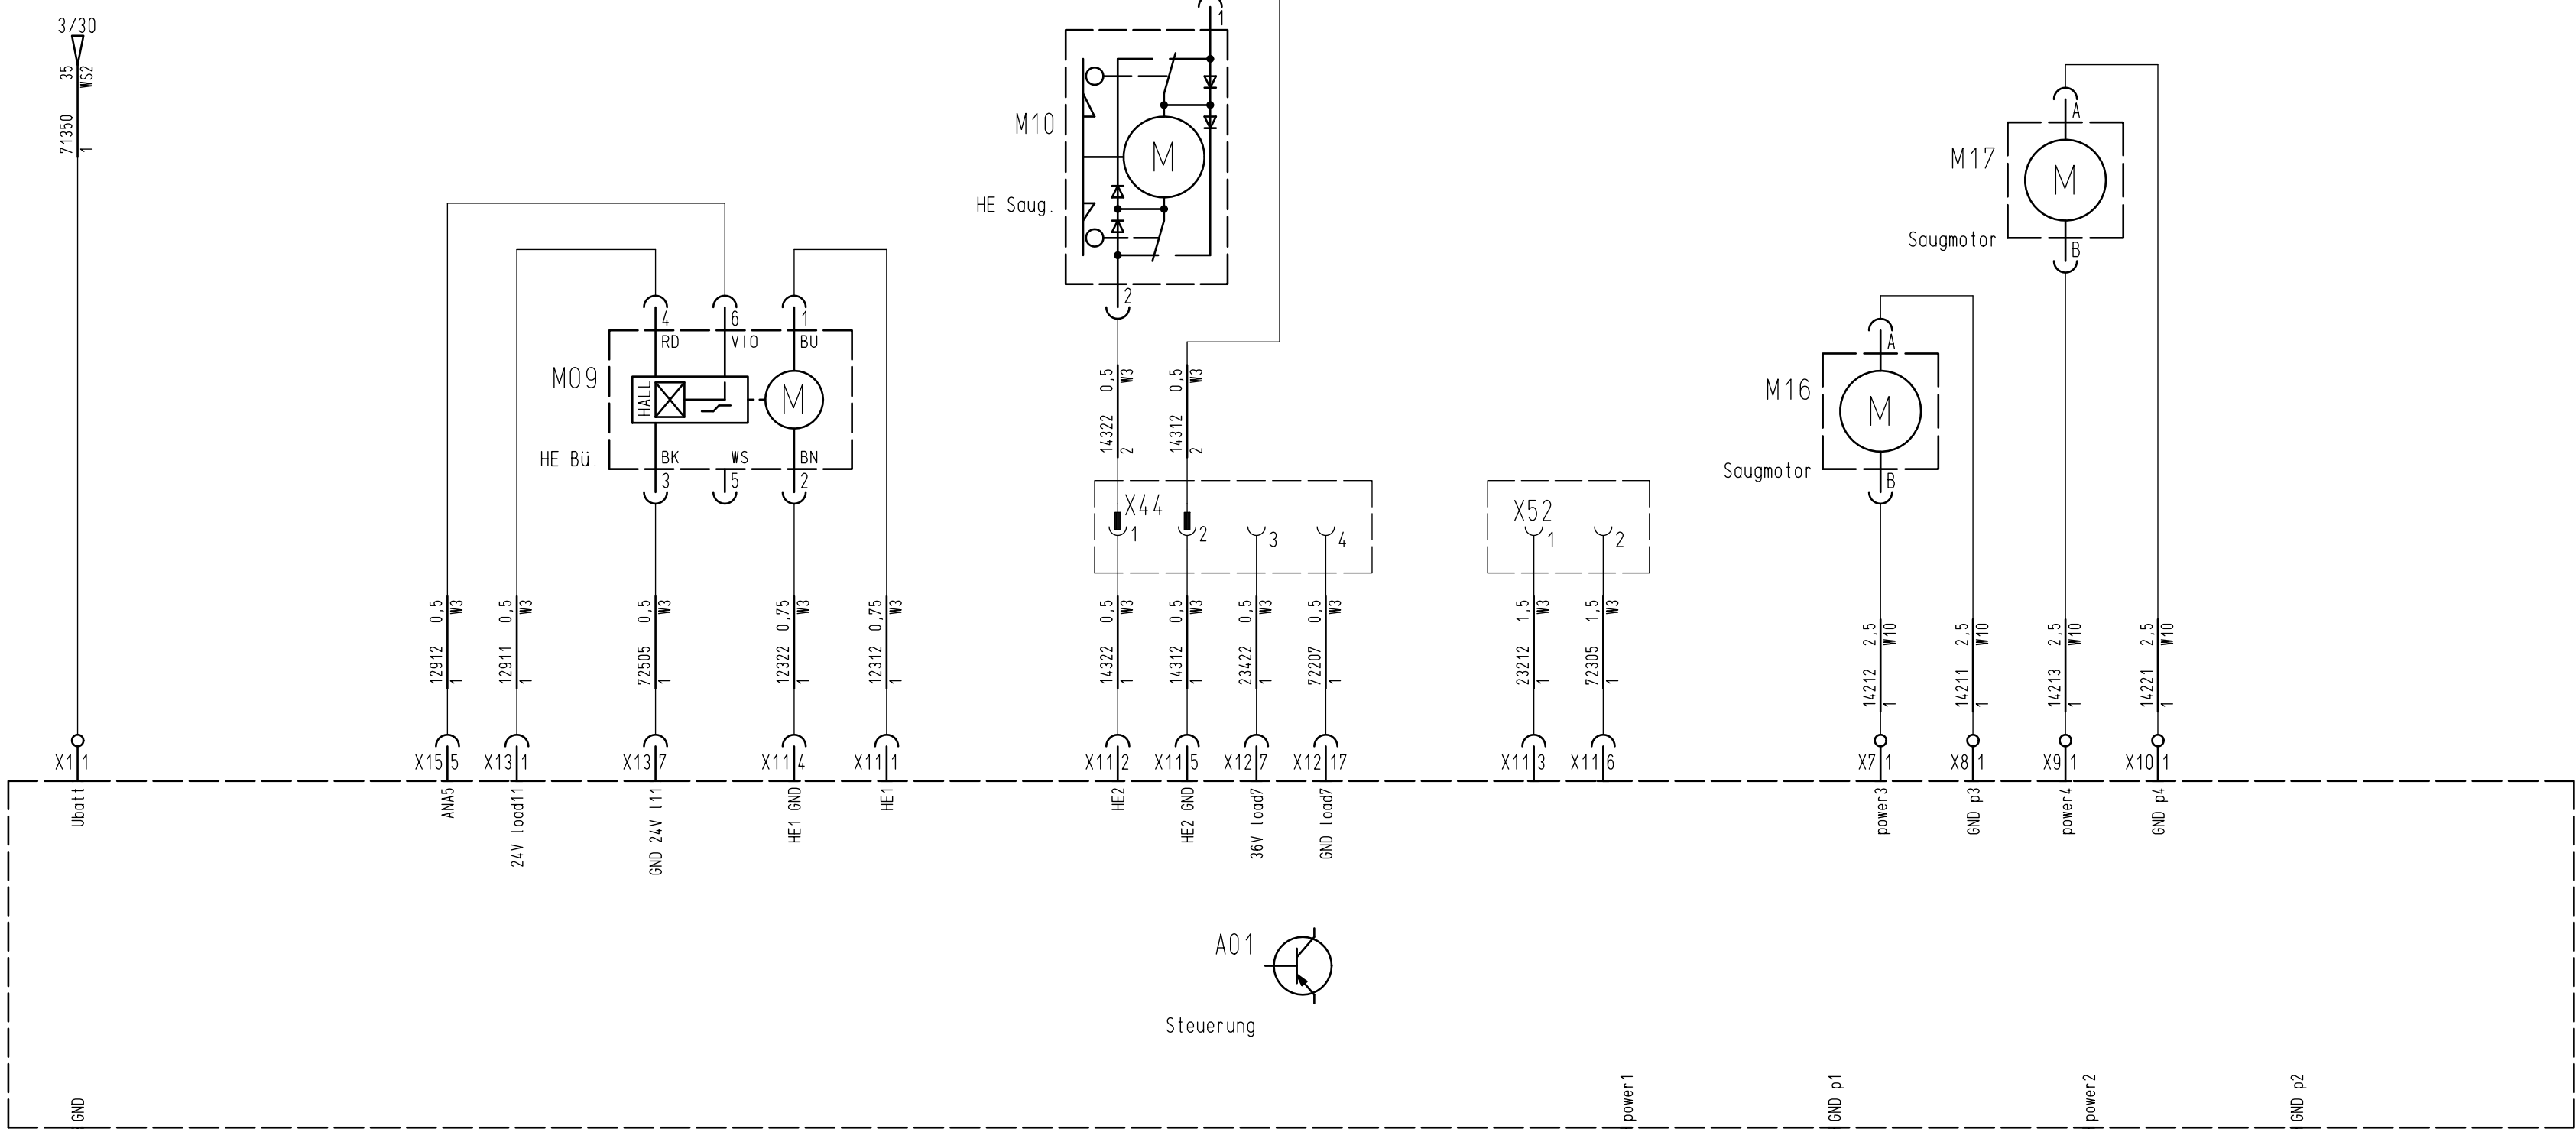 3/30
71350 35
1 WS2
1
M10
M
HE Saug.
2
M17
A
M
Saugmotor
B
4 6 1
RD VIO BU
M09
HALL
M
HE Bü.
BK WS BN
3 5 2
M16
A
M
Saugmotor
B
14322 0,5
2 W3
14312 0,5
2 W3
X44
1 2 3 4
X52
1 2
12912 0,5
1 W3
12911 0,5
1 W3
72505 0,5
1 W3
12322 0,75
1 W3
12312 0,75
1 W3
14322 0,5
1 W3
14312 0,5
1 W3
23422 0,5
1 W3
72207 0,5
1 W3
23212 1,5
1 W3
72305 1,5
1 W3
14212 2,5
1 W10
14211 2,5
1 W10
14213 2,5
1 W10
14221 2,5
1 W10
X1 1 X15 5 X13 1 X13 7 X11 4 X11 1 X11 2 X11 5 X12 7 X12 17 X11 3 X11 6 X7 1 X8 1 X9 1 X10 1
Ubatt
ANA5
24V load11
GND 24V l11
HE1 GND
HE1
HE2
HE2 GND
36V load7
GND load7
power3
GND p3
power4
GND p4
A01
Steuerung
GND
power1
GND p1
power2
GND p2